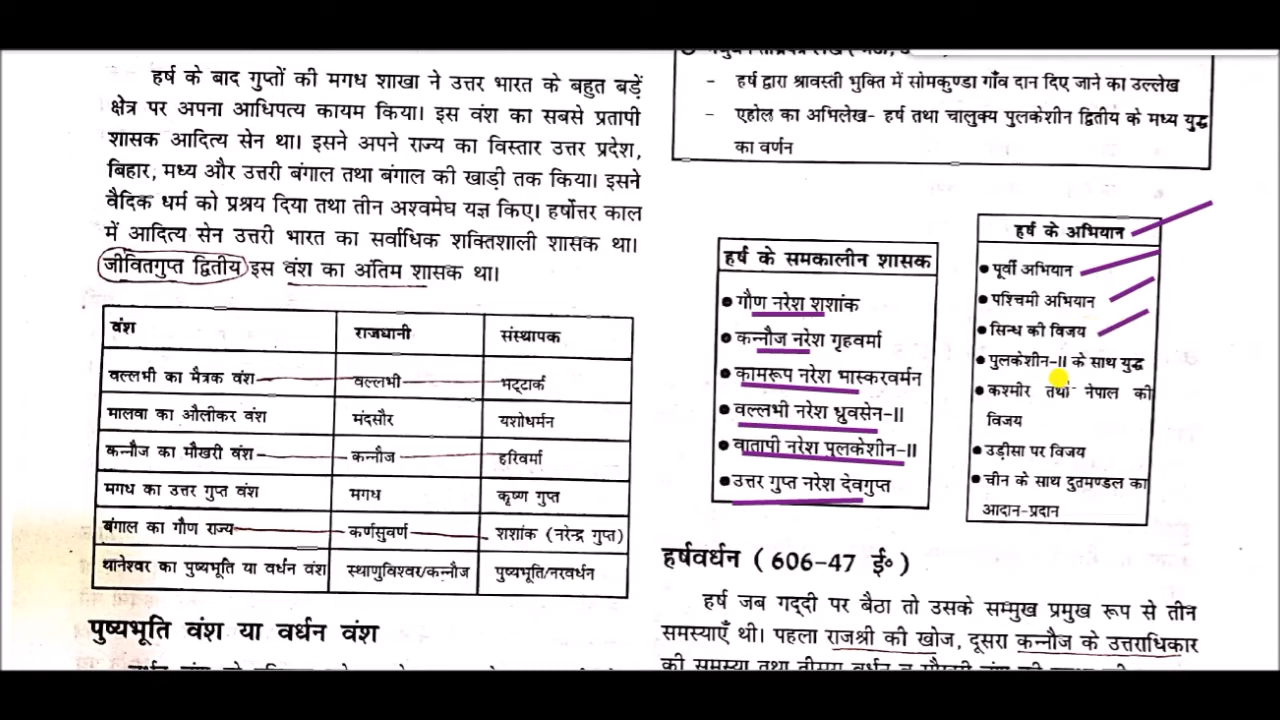 हर्ष के बाद गुप्तों की मगध शाखा ने उत्तर भारत के बहुत बड़ें
क्षेत्र पर अपना आधिपत्य कायम किया। इस वंश का सबसे प्रतापी
शासक आदित्य सेन था। इसने अपने राज्य का विस्तार उत्तर प्रदेश,
बिहार, मध्य और उत्तरी बंगाल तथा बंगाल की खाड़ी तक किया। इसने
वैदिक धर्म को प्रश्रय दिया तथा तीन अश्वमेघ यज्ञ किए। हर्षोत्तर काल
में आदित्य सेन उत्तरी भारत का सर्वाधिक शक्तिशाली शासक था।
जीवितगुप्त द्वितीय इस वंश का अंतिम शासक था।
वंश राजधानी संस्थापक
वल्लभी का मैत्रक वंश वल्लभी भट्टार्क
मालवा का औलीकर वंश मंदसौर यशोधर्मन
कन्नौज का मौखरी वंश कन्नौज हरिवर्मा
मगध का उत्तर गुप्त वंश मगध कृष्ण गुप्त
बंगाल का गौण राज्य कर्णसुवर्ण शशांक (नरेन्द्र गुप्त)
थानेश्वर का पुष्यभूति या वर्धन वंश स्थाणुविश्वर/कन्नौज पुष्यभूति/नरवर्धन
पुष्यभूति वंश या वर्धन वंश
- हर्ष द्वारा श्रावस्ती भुक्ति में सोमकुण्डा गाँव दान दिए जाने का उल्लेख
- एहोल का अभिलेख- हर्ष तथा चालुक्य पुलकेशीन द्वितीय के मध्य युद्ध
का वर्णन
हर्ष के समकालीन शासक
● गौण नरेश शशांक
● कन्नौज नरेश गृहवर्मा
● कामरूप नरेश भास्करवर्मन
● वल्लभी नरेश ध्रुवसेन-II
● वातापी नरेश पुलकेशीन-II
● उत्तर गुप्त नरेश देवगुप्त
हर्ष के अभियान
● पूर्वी अभियान
● पश्चिमी अभियान
● सिन्ध की विजय
● पुलकेशीन-II के साथ युद्ध
● कश्मीर तथा नेपाल की
विजय
● उड़ीसा पर विजय
● चीन के साथ दुतमण्डल का
आदान-प्रदान
हर्षवर्धन (606-47 ई॰)
हर्ष जब गद्दी पर बैठा तो उसके सम्मुख प्रमुख रूप से तीन
समस्याएँ थी। पहला राजश्री की खोज, दूसरा कन्नौज के उत्तराधिकार
की समस्या तथा तीसरा वर्धन व मौखरी वंश की